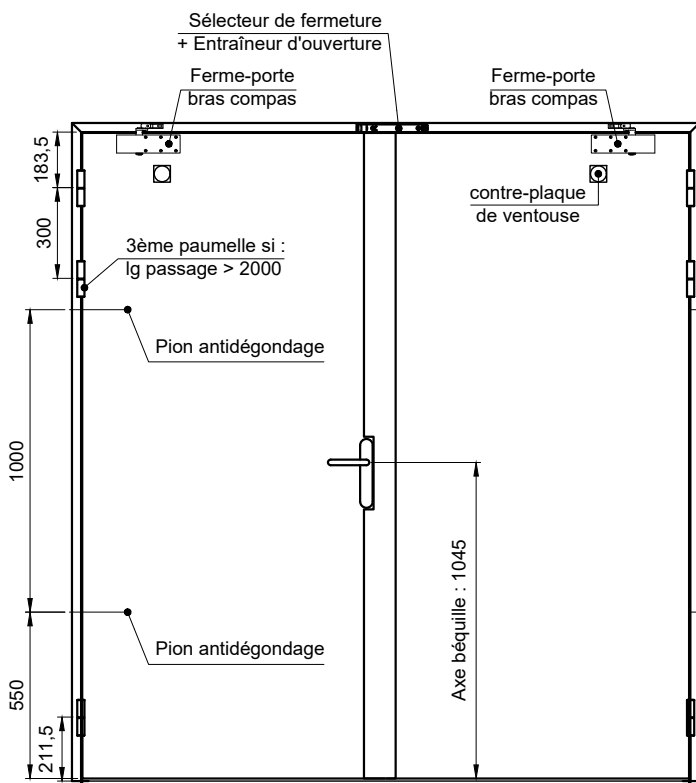 Sélecteur de fermeture
+ Entraîneur d'ouverture
Ferme-porte
bras compas
Ferme-porte
bras compas
183,5
contre-plaque
de ventouse
300
3ème paumelle si :
lg passage > 2000
Pion antidégondage
1000
Axe béquille : 1045
Pion antidégondage
550
211,5